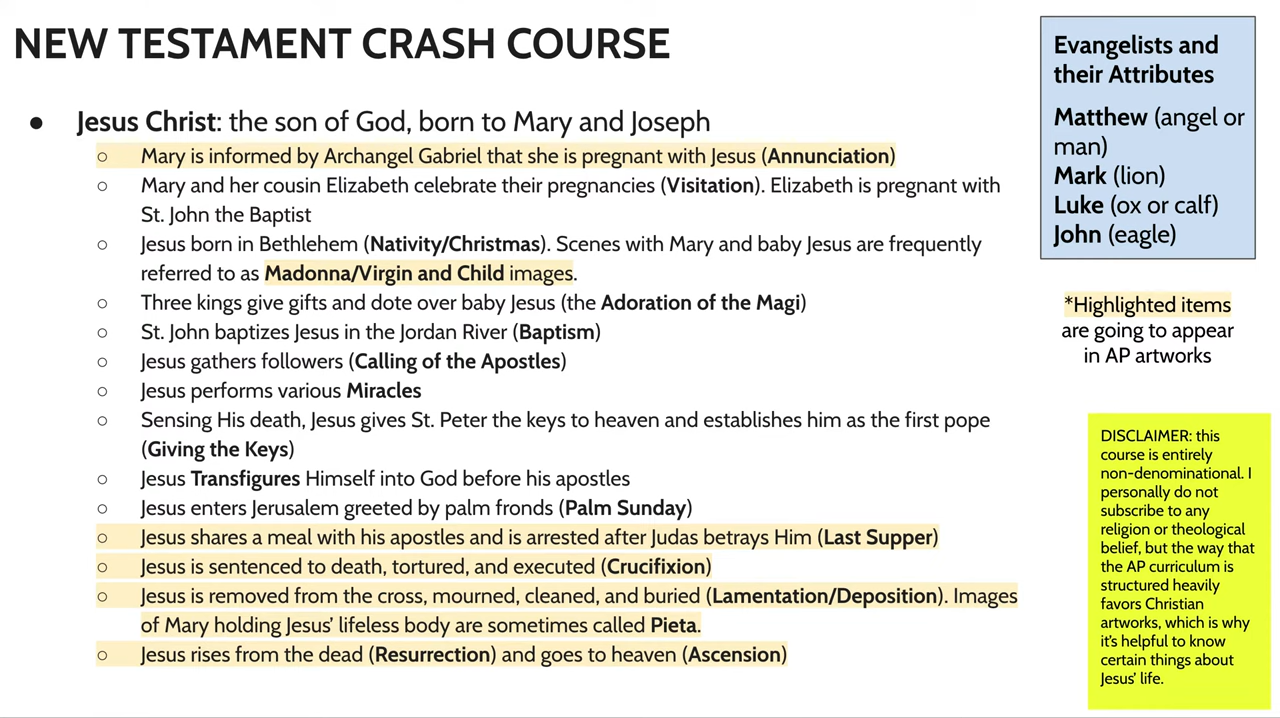 NEW TESTAMENT CRASH COURSE
● Jesus Christ: the son of God, born to Mary and Joseph
○ Mary is informed by Archangel Gabriel that she is pregnant with Jesus (Annunciation)
○ Mary and her cousin Elizabeth celebrate their pregnancies (Visitation). Elizabeth is pregnant with
St. John the Baptist
○ Jesus born in Bethlehem (Nativity/Christmas). Scenes with Mary and baby Jesus are frequently
referred to as Madonna/Virgin and Child images.
○ Three kings give gifts and dote over baby Jesus (the Adoration of the Magi)
○ St. John baptizes Jesus in the Jordan River (Baptism)
○ Jesus gathers followers (Calling of the Apostles)
○ Jesus performs various Miracles
○ Sensing His death, Jesus gives St. Peter the keys to heaven and establishes him as the first pope
(Giving the Keys)
○ Jesus Transfigures Himself into God before his apostles
○ Jesus enters Jerusalem greeted by palm fronds (Palm Sunday)
○ Jesus shares a meal with his apostles and is arrested after Judas betrays Him (Last Supper)
○ Jesus is sentenced to death, tortured, and executed (Crucifixion)
○ Jesus is removed from the cross, mourned, cleaned, and buried (Lamentation/Deposition). Images
of Mary holding Jesus' lifeless body are sometimes called Pieta.
○ Jesus rises from the dead (Resurrection) and goes to heaven (Ascension)
Evangelists and
their Attributes
Matthew (angel or
man)
Mark (lion)
Luke (ox or calf)
John (eagle)
*Highlighted items
are going to appear
in AP artworks
DISCLAIMER: this
course is entirely
non-denominational. I
personally do not
subscribe to any
religion or theological
belief, but the way that
the AP curriculum is
structured heavily
favors Christian
artworks, which is why
it's helpful to know
certain things about
Jesus' life.